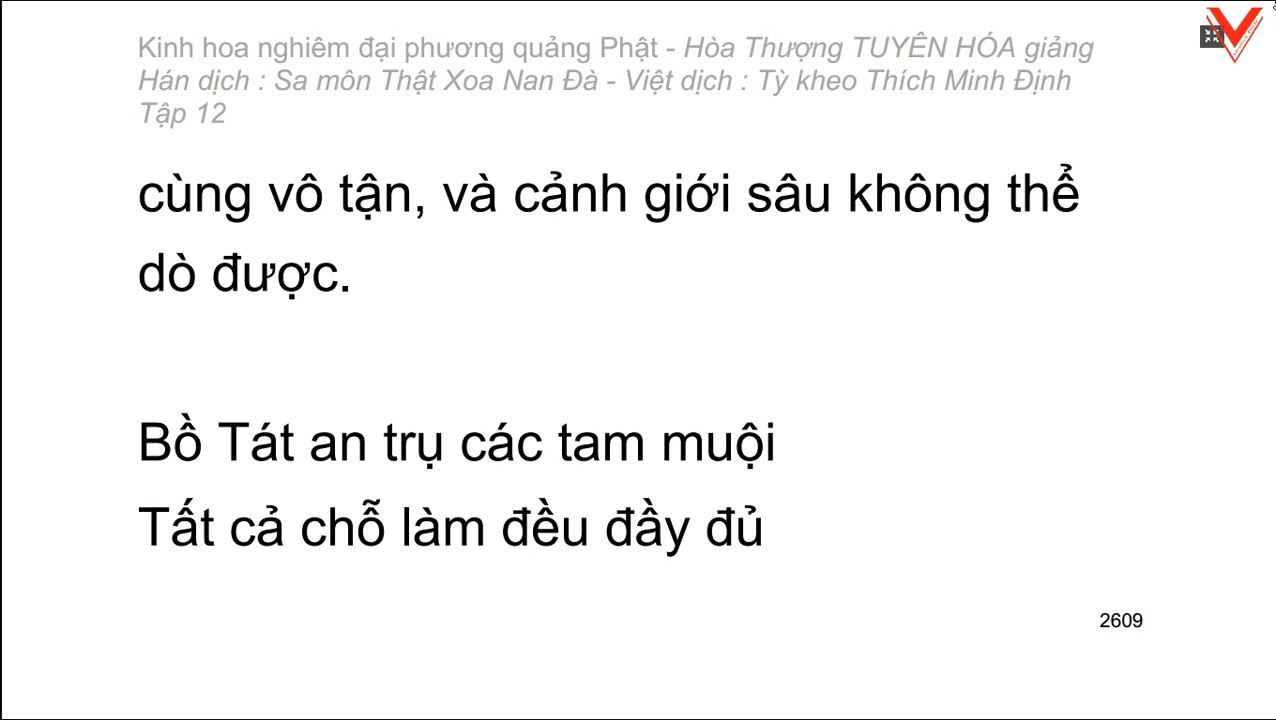 Kinh hoa nghiêm đại phương quảng Phật - Hòa Thượng TUYÊN HÓA giảng
Hán dịch : Sa môn Thật Xoa Nan Đà - Việt dịch : Tỳ kheo Thích Minh Định
Tập 12
cùng vô tận, và cảnh giới sâu không thể
dò được.
Bồ Tát an trụ các tam muội
Tất cả chỗ làm đều đầy đủ
2609